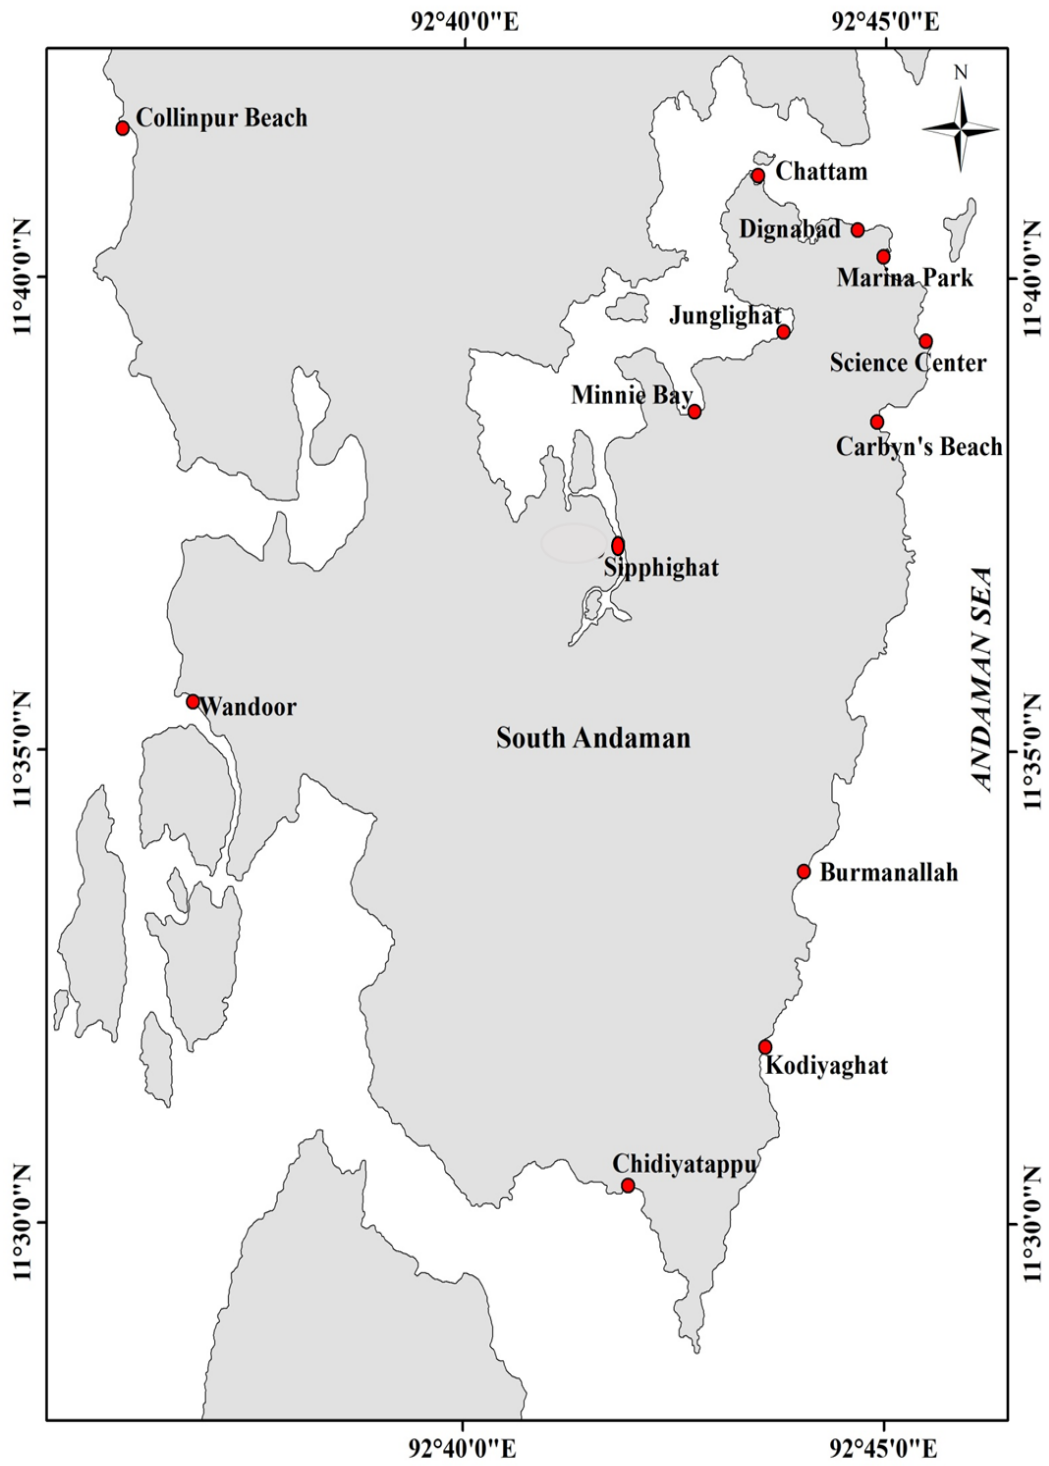 92°40'0"E
92°45'0"E
N
Collinpur Beach
Chattam
Dignabad
11°40'0"N
11°40'0"N
Marina Park
Junglighat
Science Center
Minnie Bay
Carbyn's Beach
Sipphighat
ANDAMAN SEA
Wandoor
South Andaman
11°35'0"N
11°35'0"N
Burmanallah
Kodiyaghat
Chidiyatappu
11°30'0"N
11°30'0"N
92°40'0"E
92°45'0"E